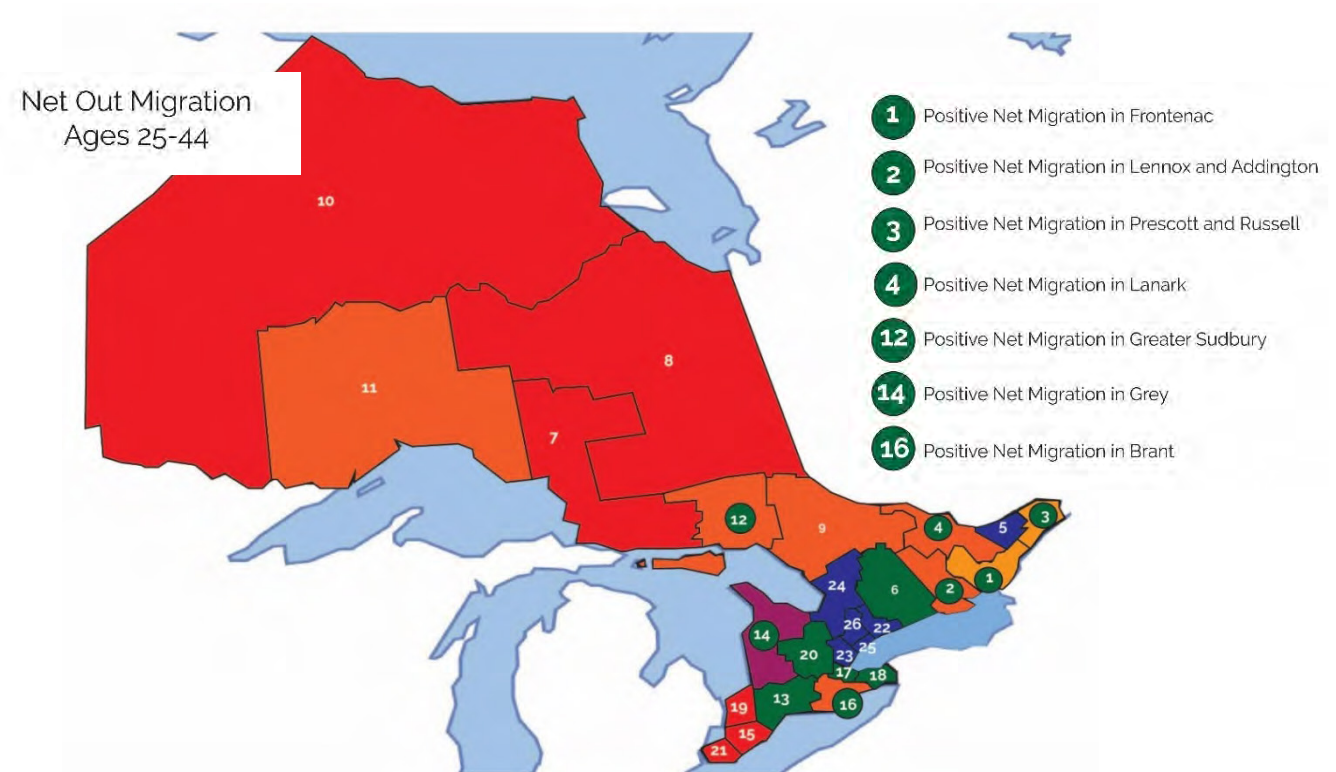 Net Out Migration
Ages 25-44
1 Positive Net Migration in Frontenac
2 Positive Net Migration in Lennox and Addington
3 Positive Net Migration in Prescott and Russell
4 Positive Net Migration in Lanark
12 Positive Net Migration in Greater Sudbury
14 Positive Net Migration in Grey
16 Positive Net Migration in Brant
10
8
11
7
12
9
4
5
3
24
6
2
1
14
26
22
20
23
25
17
18
13
16
19
15
21